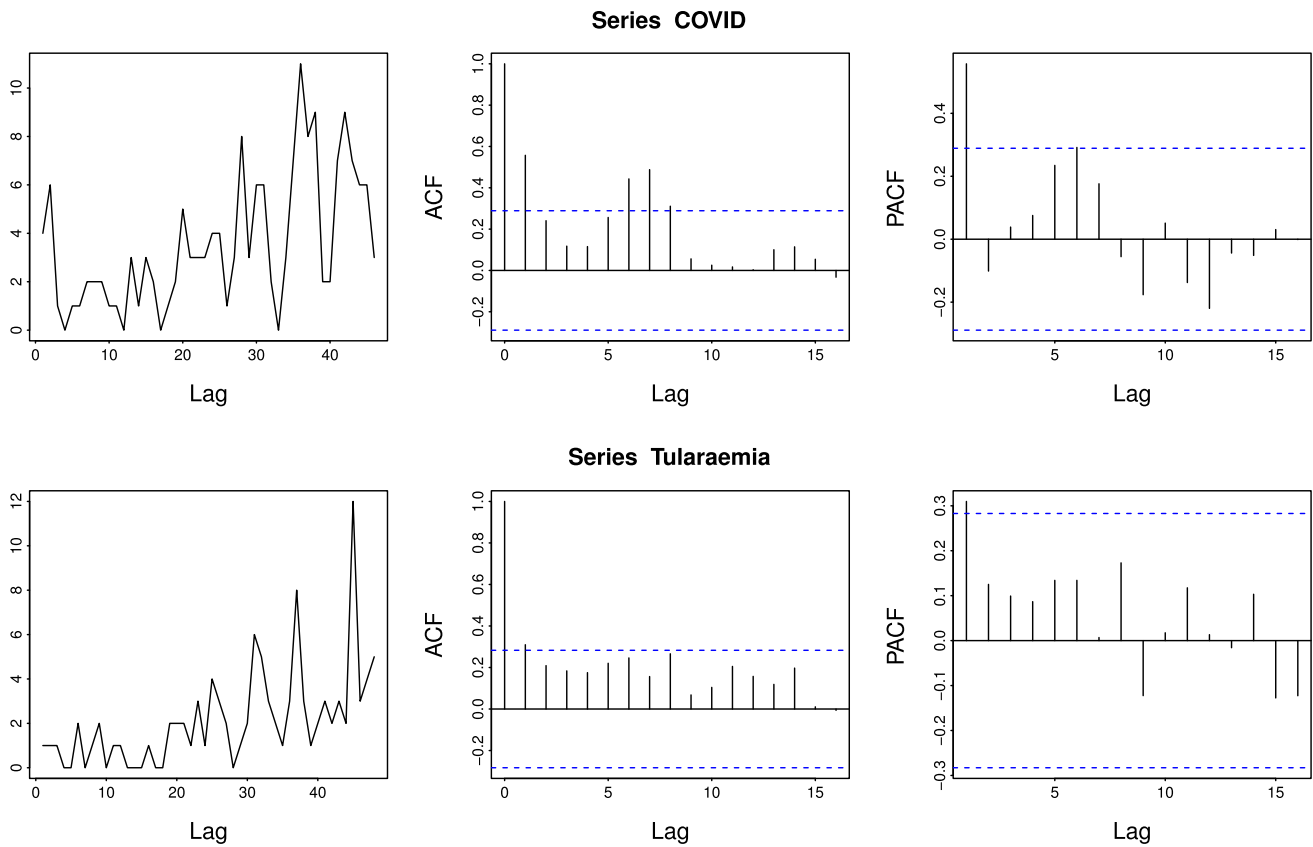 Series COVID
0 2 4 6 8 10
0 10 20 30 40
Lag
ACF
−0.2 0.0 0.2 0.4 0.6 0.8 1.0
0 5 10 15
Lag
PACF
−0.2 0.0 0.2 0.4
5 10 15
Lag
Series Tularaemia
0 2 4 6 8 10 12
0 10 20 30 40
Lag
ACF
−0.2 0.0 0.2 0.4 0.6 0.8 1.0
0 5 10 15
Lag
PACF
−0.3 −0.2 −0.1 0.0 0.1 0.2 0.3
5 10 15
Lag